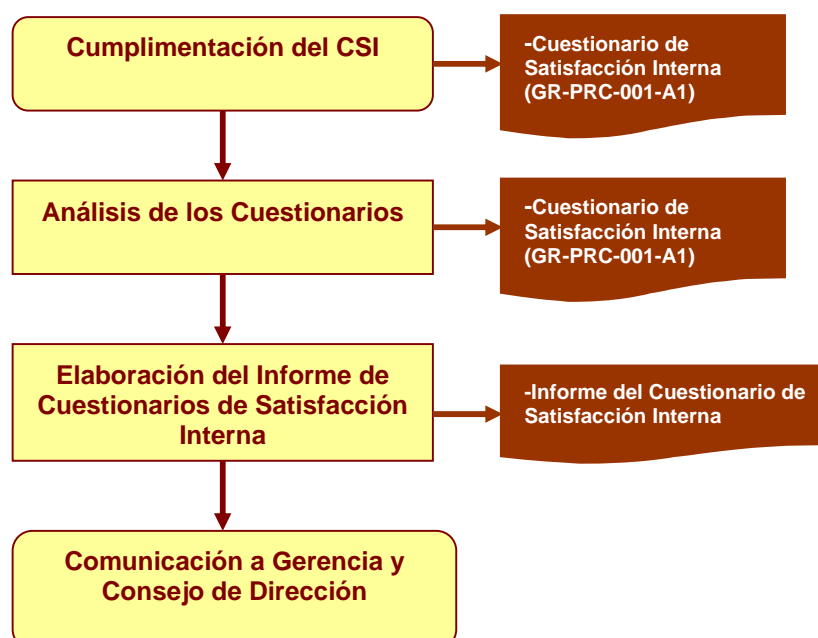 Cumplimentación del CSI
-Cuestionario de
Satisfacción Interna
(GR-PRC-001-A1)
Análisis de los Cuestionarios
-Cuestionario de
Satisfacción Interna
(GR-PRC-001-A1)
Elaboración del Informe de
Cuestionarios de Satisfacción
Interna
-Informe del Cuestionario de
Satisfacción Interna
Comunicación a Gerencia y
Consejo de Dirección